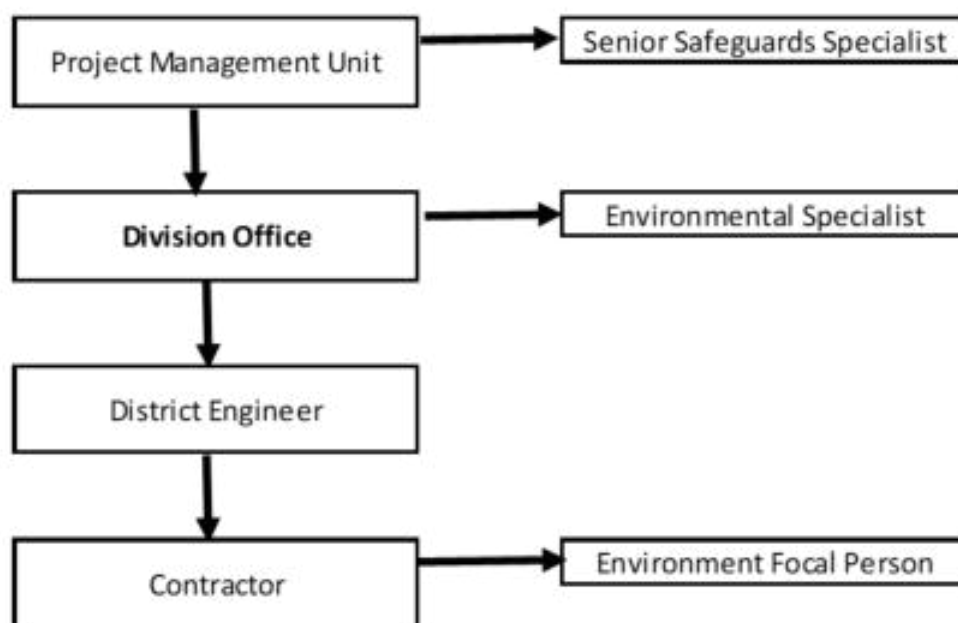 Project Management Unit
Senior Safeguards Specialist
Division Office
Environmental Specialist
District Engineer
Contractor
Environment Focal Person